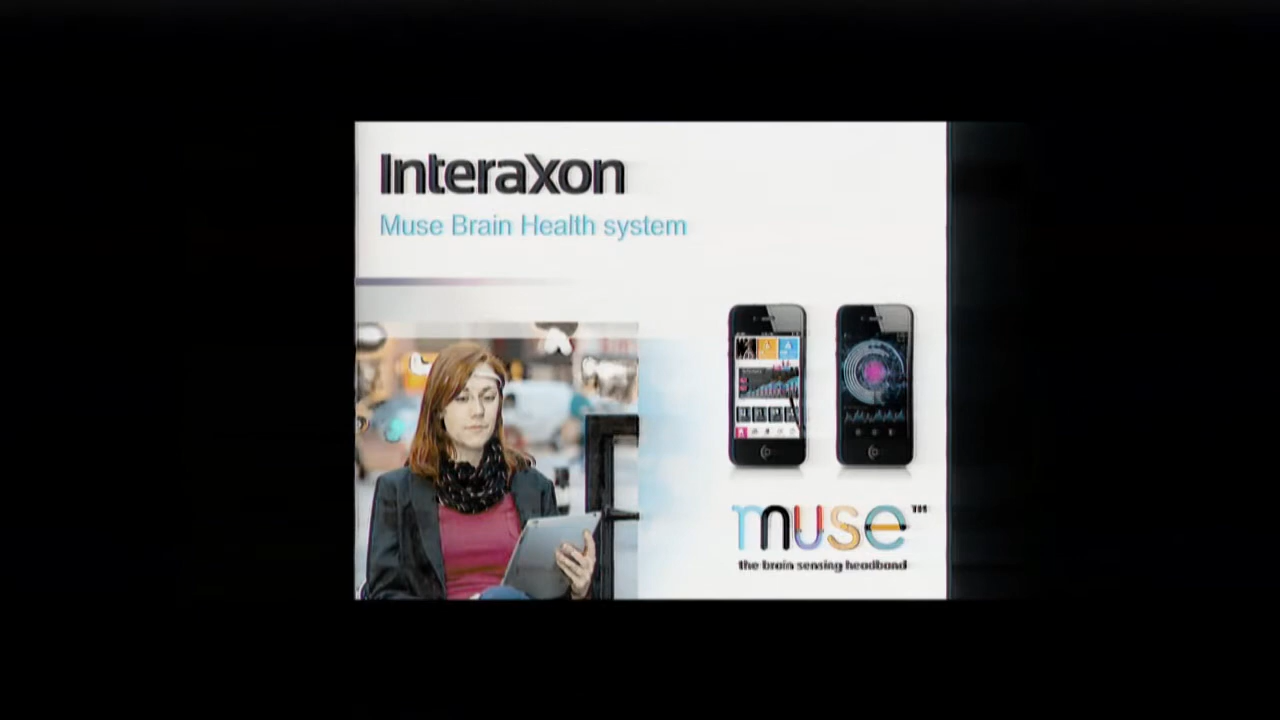 Interaxon
Muse Brain Health system
muse™
the brain sensing headband